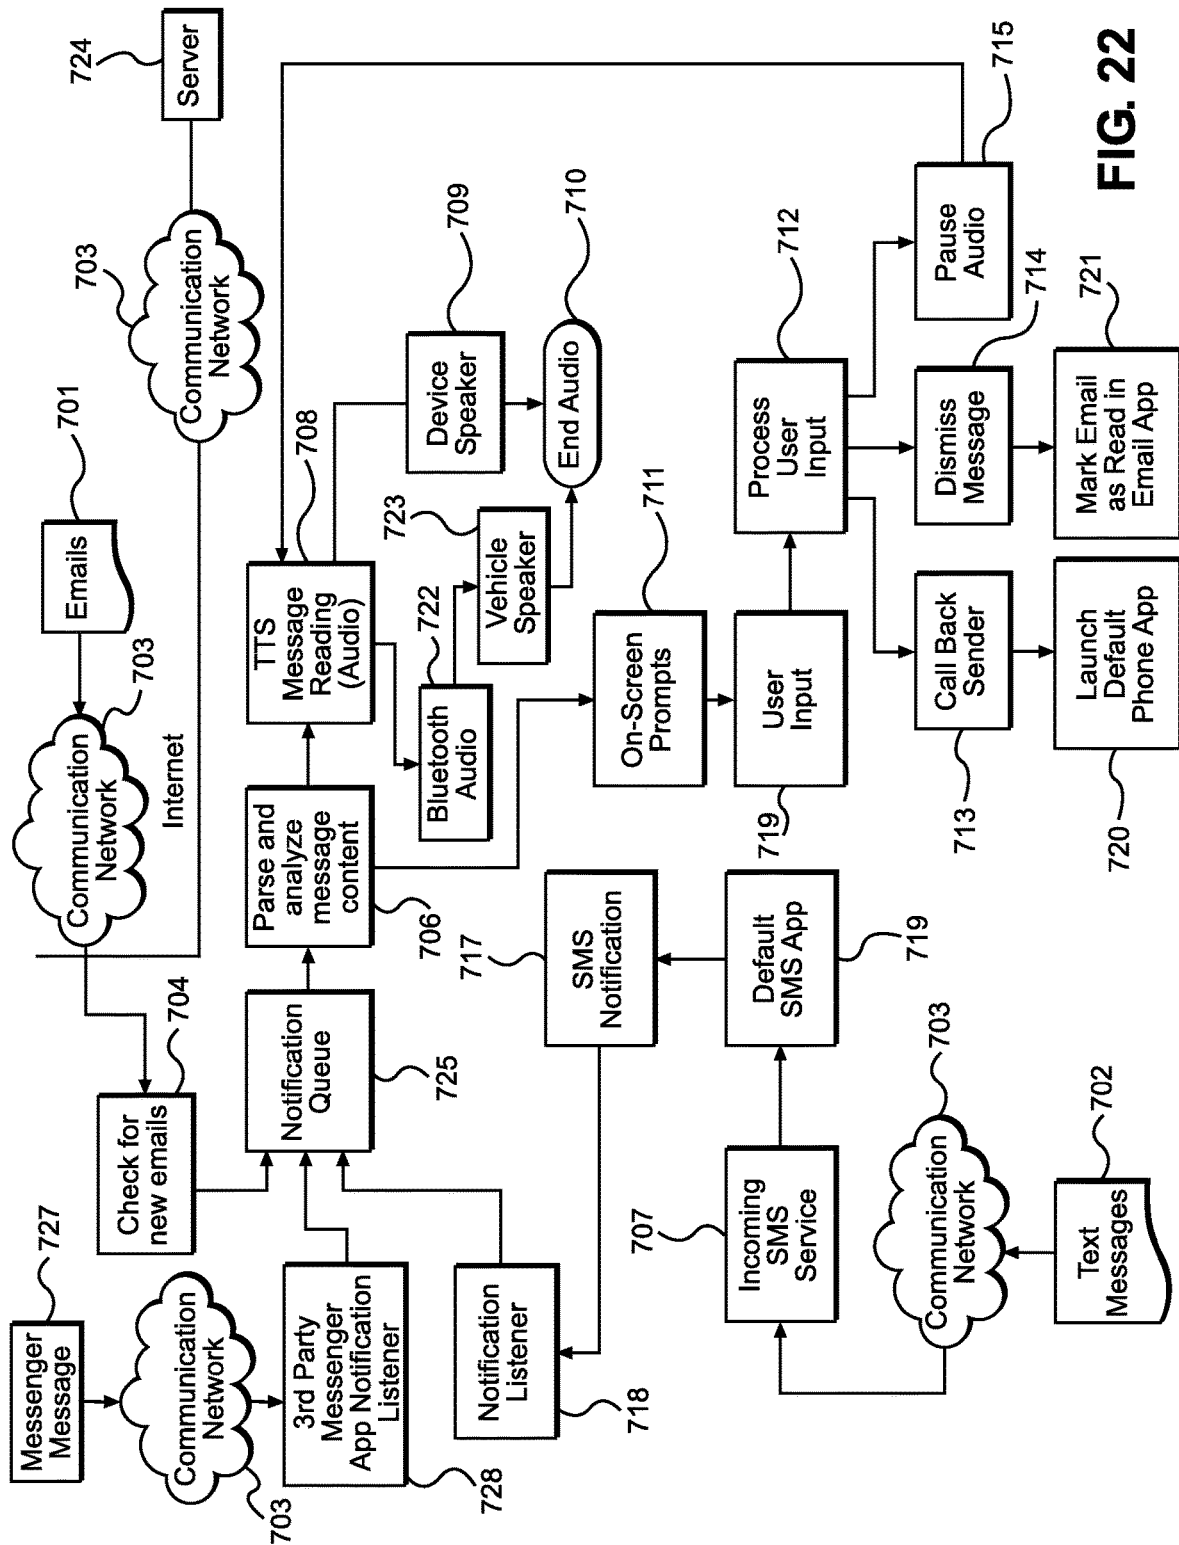 Messenger
Message
727
Communication
Network
703
3rd Party
Messenger
App Notification
Listener
728
Check for
new emails
704
Communication
Network
703
Emails
701
Internet
Communication
Network
703
Server
724
Notification
Listener
718
Notification
Queue
725
Parse and
analyze
message
content
706
TTS
Message
Reading
(Audio)
708
Bluetooth
Audio
722
Vehicle
Speaker
723
Device
Speaker
709
End Audio
710
Text
Messages
702
Communication
Network
703
Incoming
SMS
Service
707
Default
SMS App
719
SMS
Notification
717
On-Screen
Prompts
711
User
Input
719
Process
User
Input
712
Call Back
Sender
713
Dismiss
Message
714
Pause
Audio
715
Launch
Default
Phone App
720
Mark Email
as Read in
Email App
721
FIG. 22